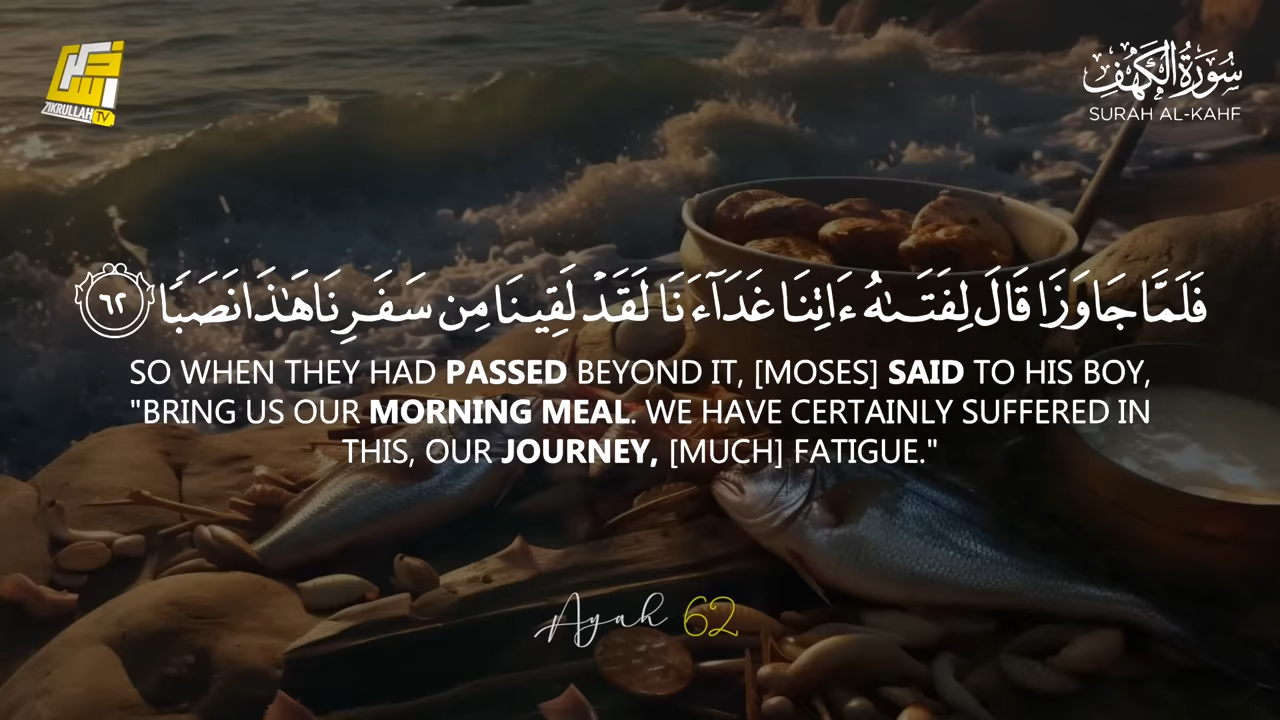 ذكر الله
ZIKRULLAH TV
سُورَةُ الْكَهْفِ
SURAH AL-KAHF
فَلَمَّا جَاوَزَا قَالَ لِفَتَىٰهُ ءَاتِنَا غَدَآءَنَا لَقَدْ لَقِينَا مِن سَفَرِنَا هَٰذَا نَصَبًا ٦٢
SO WHEN THEY HAD PASSED BEYOND IT, [MOSES] SAID TO HIS BOY,
"BRING US OUR MORNING MEAL. WE HAVE CERTAINLY SUFFERED IN
THIS, OUR JOURNEY, [MUCH] FATIGUE."
Ayah 62